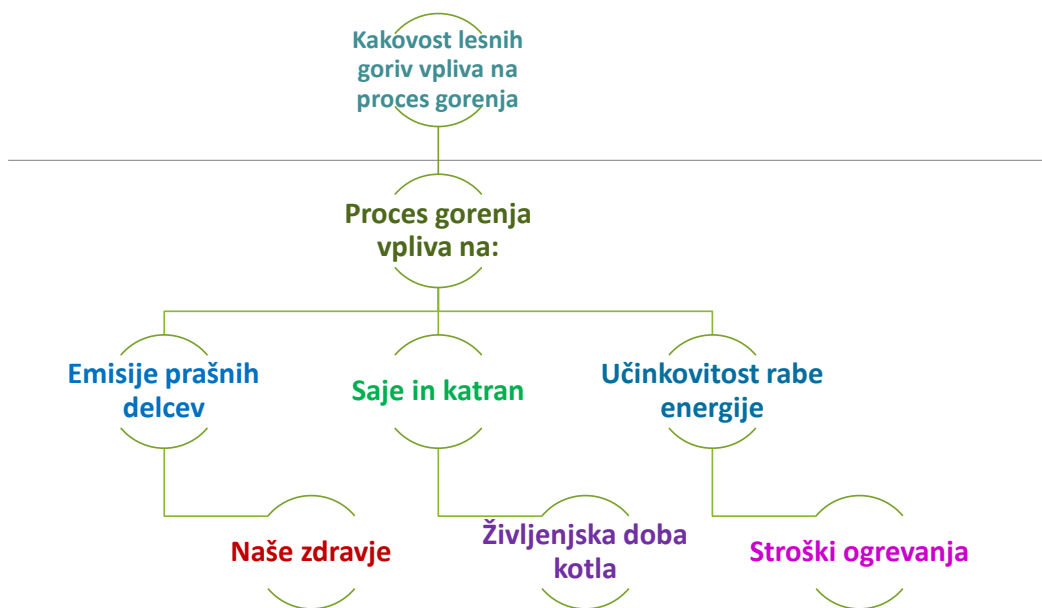 Kakovost lesnih
goriv vpliva na
proces gorenja
Proces gorenja
vpliva na:
Emisije prašnih
delcev
Saje in katran
Učinkovitost rabe
energije
Naše zdravje
Življenjska doba
kotla
Stroški ogrevanja